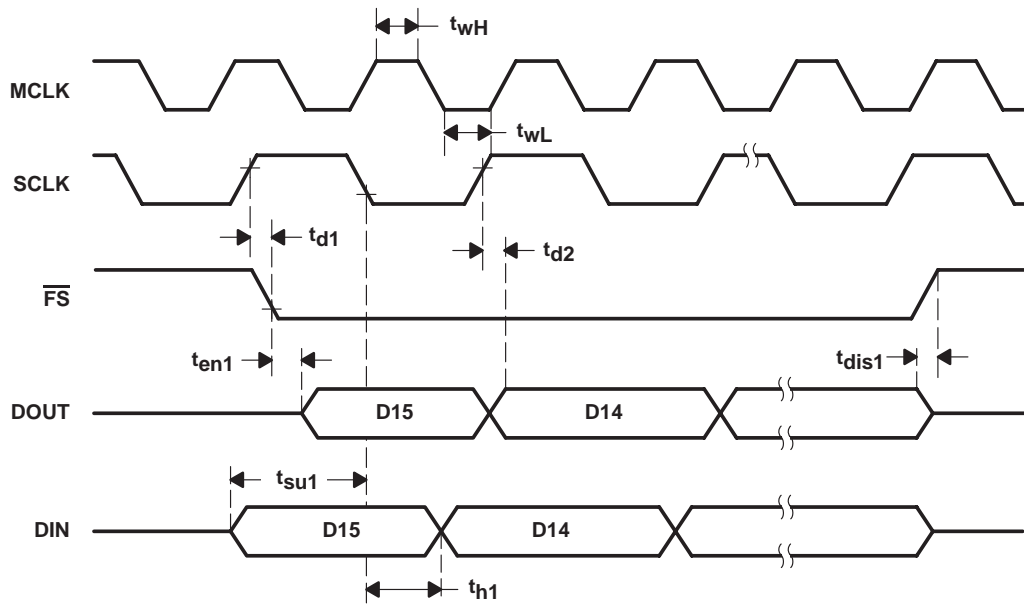 twH
MCLK
twL
SCLK
td1
td2
FS
ten1
tdis1
DOUT
D15
D14
tsu1
DIN
D15
D14
th1